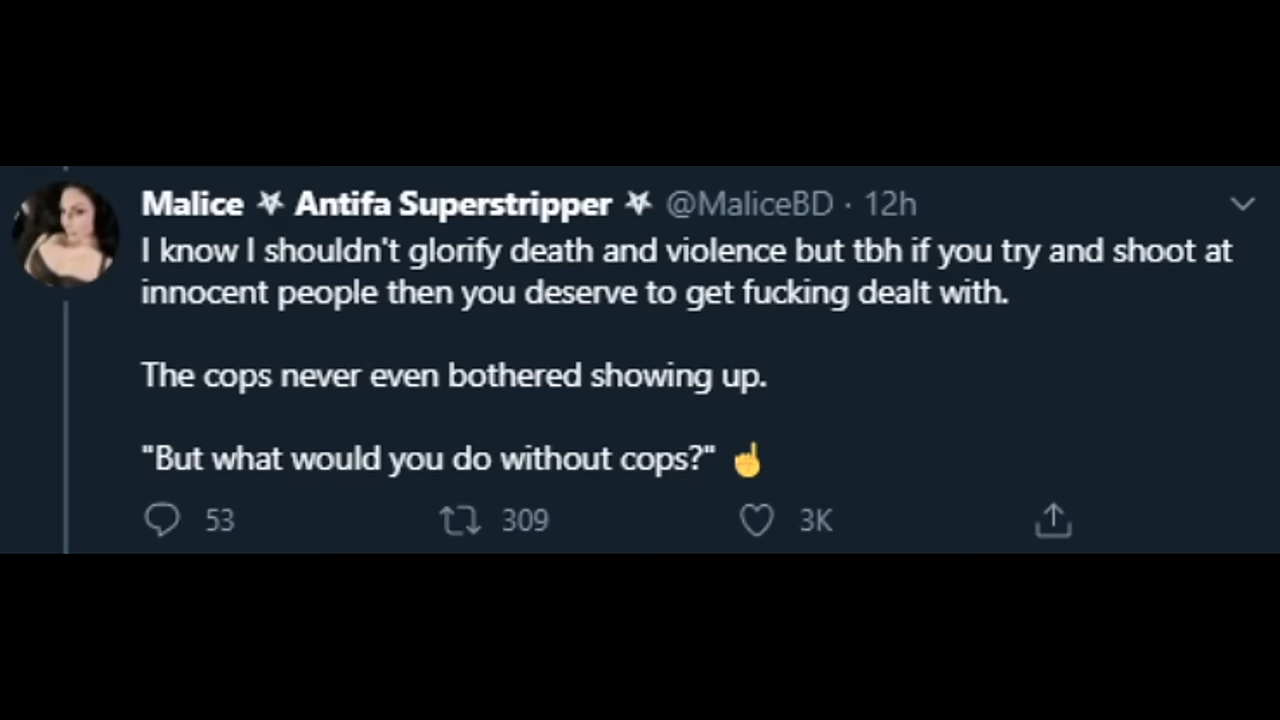 Malice ⛧ Antifa Superstripper ⛧ @MaliceBD · 12h
I know I shouldn't glorify death and violence but tbh if you try and shoot at
innocent people then you deserve to get fucking dealt with.
The cops never even bothered showing up.
"But what would you do without cops?" ☝️
53 309 3K